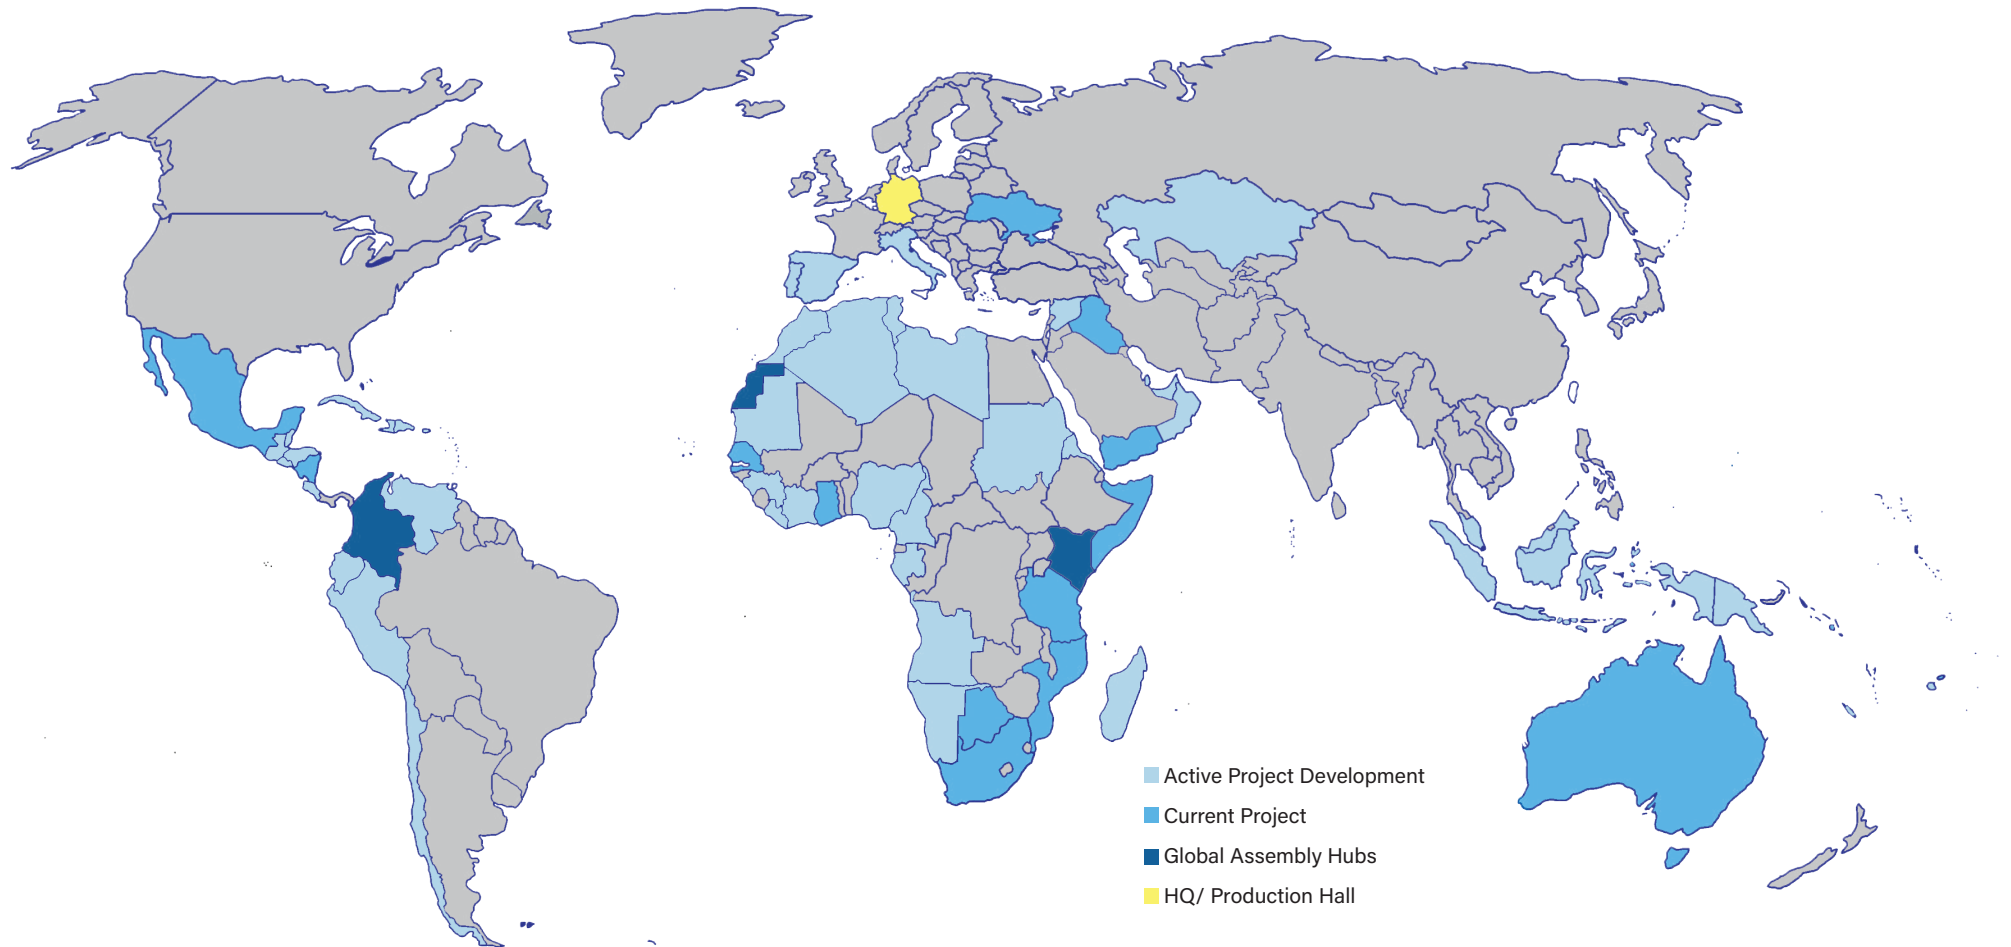 Active Project Development
Current Project
Global Assembly Hubs
HQ/ Production Hall